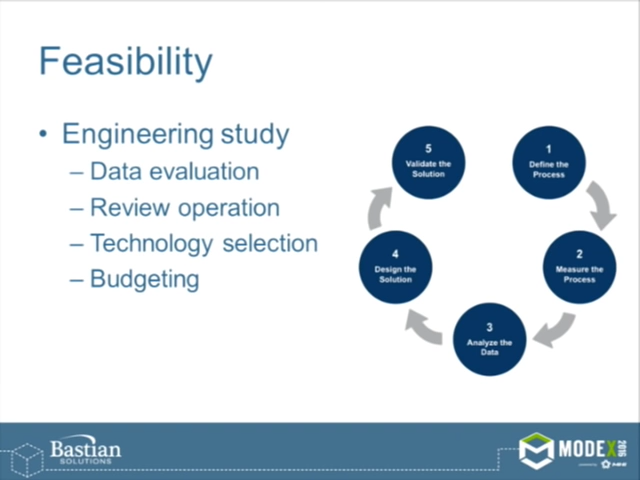 Feasibility
• Engineering study
– Data evaluation
– Review operation
– Technology selection
– Budgeting
1
Define the
Process
2
Measure the
Process
3
Analyze the
Data
4
Design the
Solution
5
Validate the
Solution
Bastian
SOLUTIONS
MODEX
2016